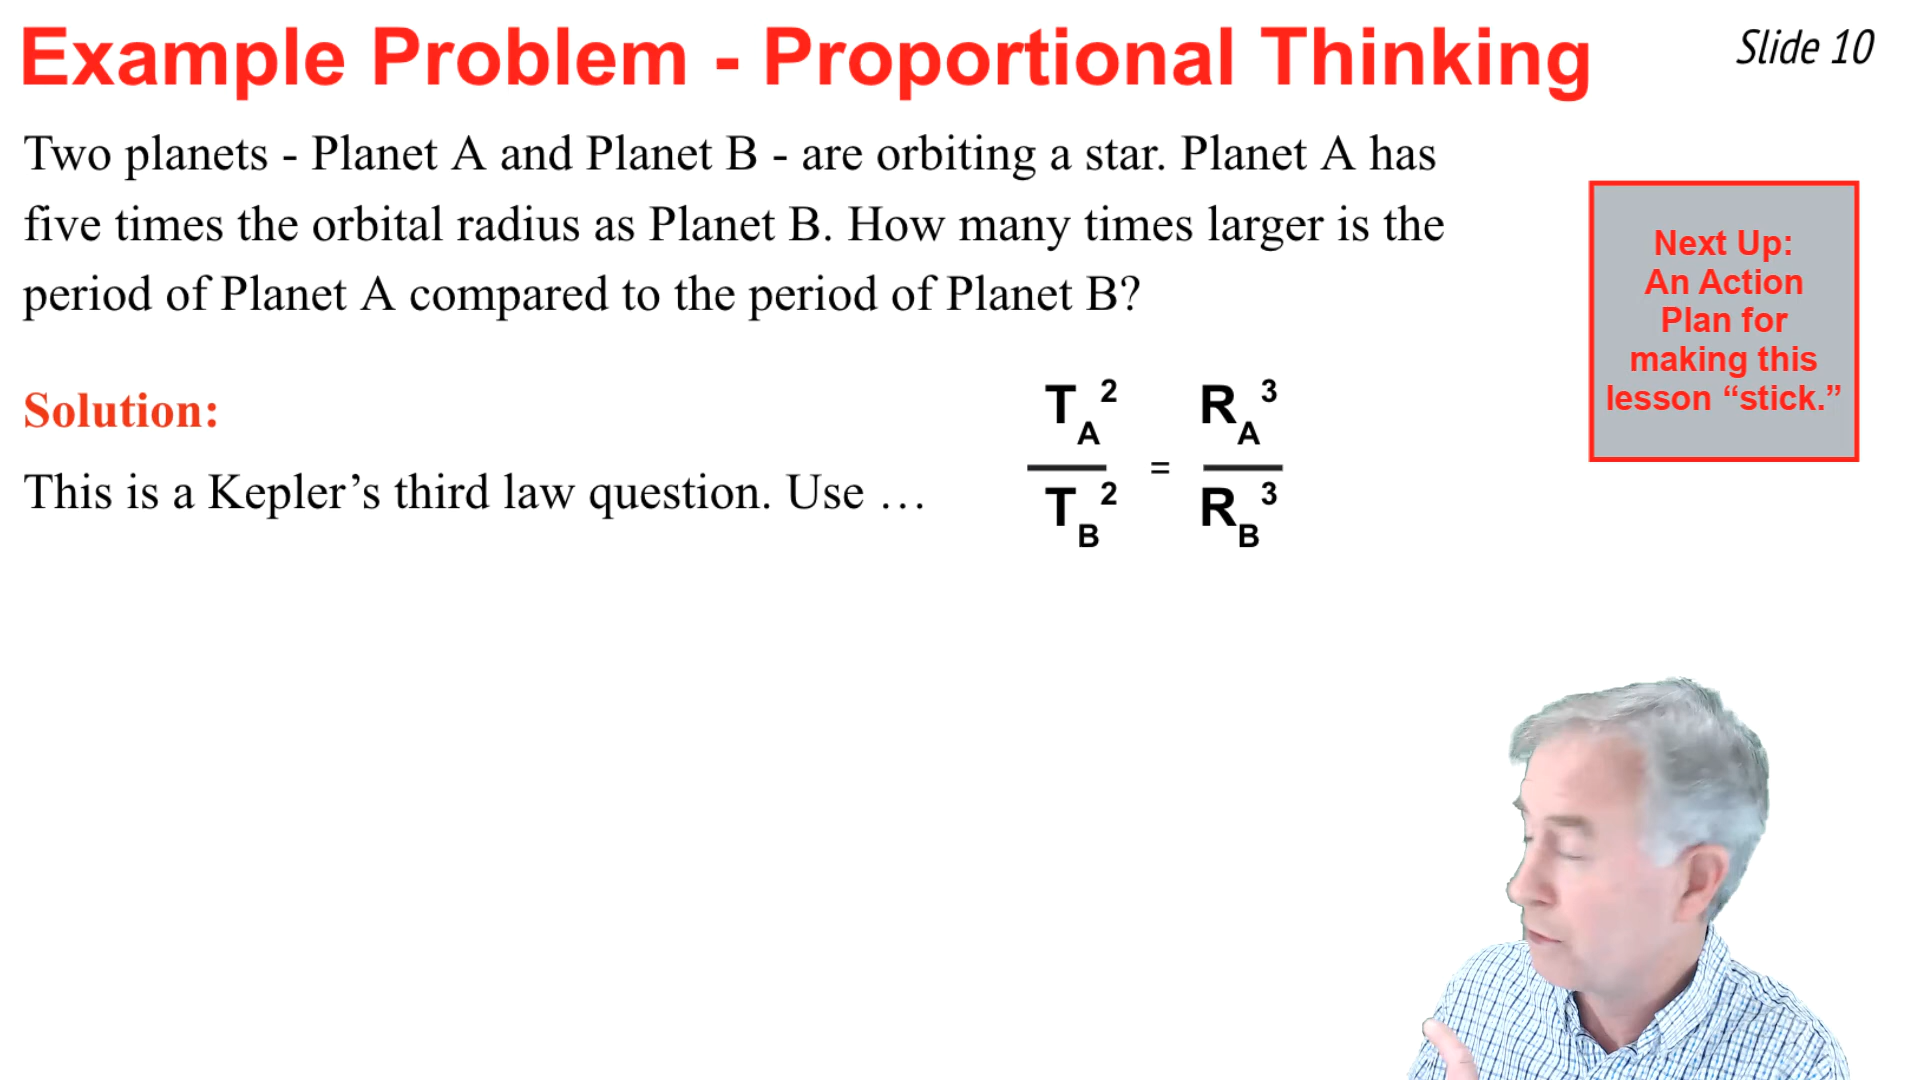 Example Problem - Proportional Thinking
Slide 10
Two planets - Planet A and Planet B - are orbiting a star. Planet A has
five times the orbital radius as Planet B. How many times larger is the
period of Planet A compared to the period of Planet B?
Next Up:
An Action
Plan for
making this
lesson “stick.”
Solution:
This is a Kepler’s third law question. Use …
T_A^2 / T_B^2 = R_A^3 / R_B^3